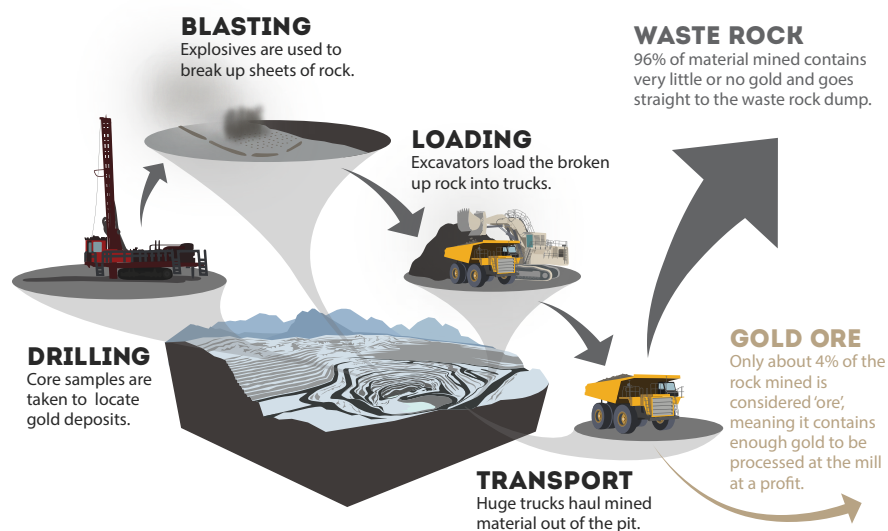 BLASTING
Explosives are used to
break up sheets of rock.
WASTE ROCK
96% of material mined contains
very little or no gold and goes
straight to the waste rock dump.
LOADING
Excavators load the broken
up rock into trucks.
DRILLING
Core samples are
taken to locate
gold deposits.
GOLD ORE
Only about 4% of the
rock mined is
considered ‘ore’,
meaning it contains
enough gold to be
processed at the mill
at a profit.
TRANSPORT
Huge trucks haul mined
material out of the pit.